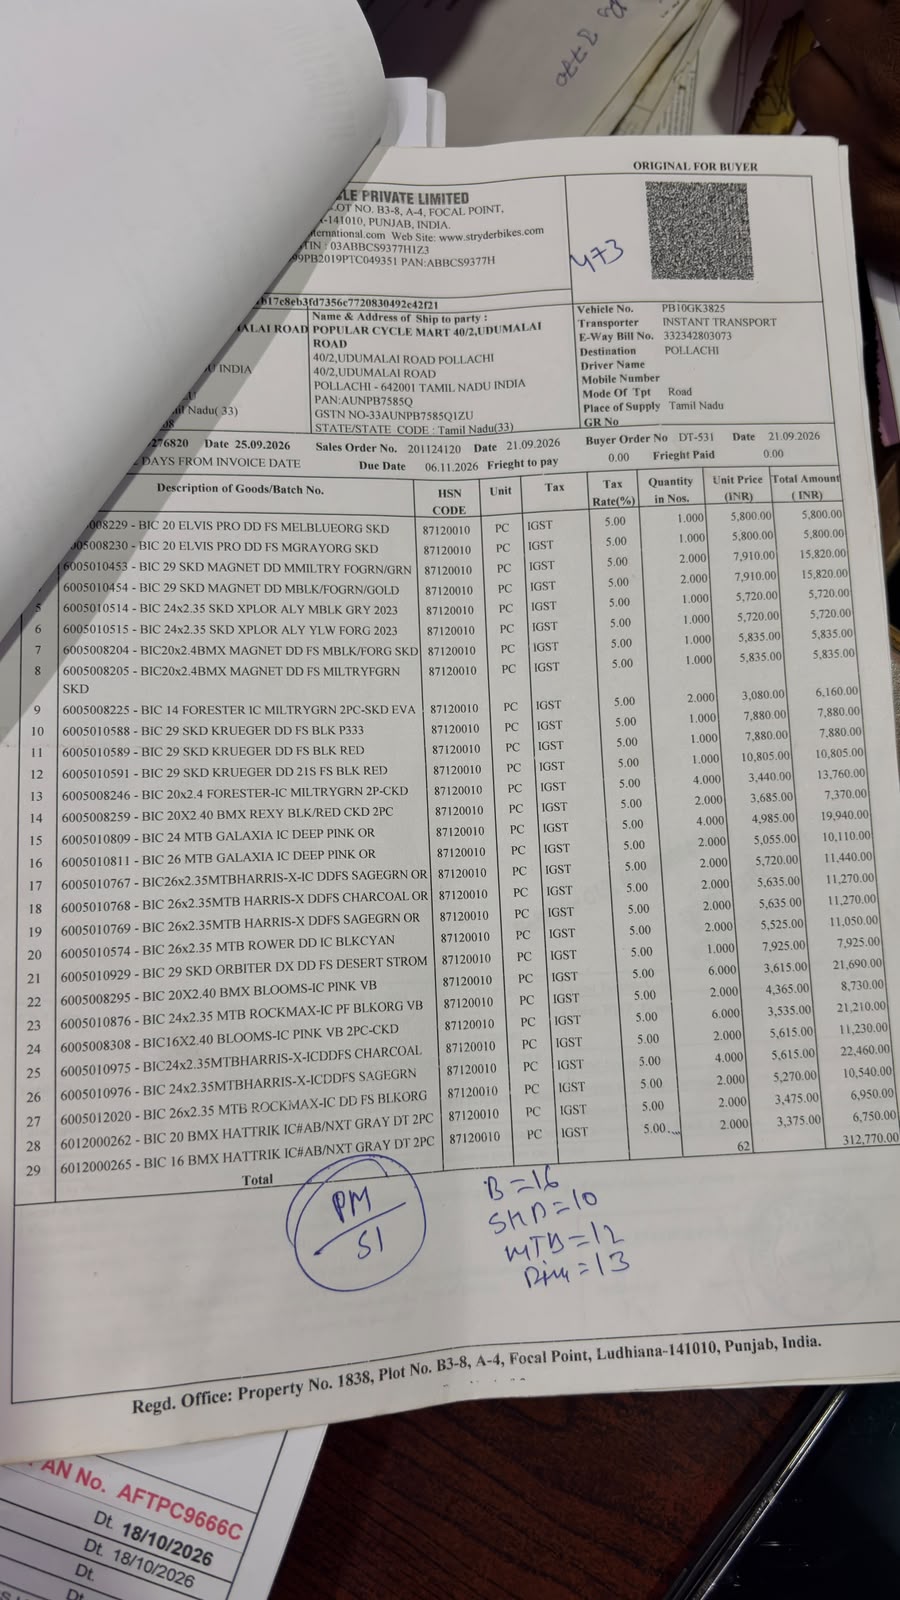 ORIGINAL FOR BUYER
LE PRIVATE LIMITED
LOT NO. B3-8, A-4, FOCAL POINT,
-141010, PUNJAB, INDIA.
ternational.com Web Site: www.stryderbikes.com
TIN : 03ABBCS9377H1Z3
99PB2019PTC049351 PAN:ABBCS9377H
473
b17c8eb3fd7356c7720830492c42f21
ALAI ROAD
U INDIA
il Nadu( 33)
Name & Address of Ship to party :
POPULAR CYCLE MART 40/2,UDUMALAI
ROAD
40/2,UDUMALAI ROAD POLLACHI
40/2,UDUMALAI ROAD
POLLACHI - 642001 TAMIL NADU INDIA
PAN:AUNPB7585Q
GSTN NO-33AUNPB7585Q1ZU
STATE/STATE CODE : Tamil Nadu(33)
Vehicle No. PB10GK3825
Transporter INSTANT TRANSPORT
E-Way Bill No. 332342803073
Destination POLLACHI
Driver Name
Mobile Number
Mode Of Tpt Road
Place of Supply Tamil Nadu
GR No
276820 Date 25.09.2026 Sales Order No. 201124120 Date 21.09.2026 Buyer Order No DT-531 Date 21.09.2026
DAYS FROM INVOICE DATE Due Date 06.11.2026 Frieght to pay 0.00 Frieght Paid 0.00
Description of Goods/Batch No. HSN CODE Unit Tax Tax Rate(%) Quantity in Nos. Unit Price (INR) Total Amount ( INR)
008229 - BIC 20 ELVIS PRO DD FS MELBLUEORG SKD 87120010 PC IGST 5.00 1.000 5,800.00 5,800.00
005008230 - BIC 20 ELVIS PRO DD FS MGRAYORG SKD 87120010 PC IGST 5.00 1.000 5,800.00 5,800.00
6005010453 - BIC 29 SKD MAGNET DD MMILTRY FOGRN/GRN 87120010 PC IGST 5.00 2.000 7,910.00 15,820.00
6005010454 - BIC 29 SKD MAGNET DD MBLK/FOGRN/GOLD 87120010 PC IGST 5.00 2.000 7,910.00 15,820.00
5 6005010514 - BIC 24x2.35 SKD XPLOR ALY MBLK GRY 2023 87120010 PC IGST 5.00 1.000 5,720.00 5,720.00
6 6005010515 - BIC 24x2.35 SKD XPLOR ALY YLW FORG 2023 87120010 PC IGST 5.00 1.000 5,720.00 5,720.00
7 6005008204 - BIC20x2.4BMX MAGNET DD FS MBLK/FORG SKD 87120010 PC IGST 5.00 1.000 5,835.00 5,835.00
8 6005008205 - BIC20x2.4BMX MAGNET DD FS MILTRYFGRN 87120010 PC IGST 5.00 1.000 5,835.00 5,835.00
SKD
9 6005008225 - BIC 14 FORESTER IC MILTRYGRN 2PC-SKD EVA 87120010 PC IGST 5.00 2.000 3,080.00 6,160.00
10 6005010588 - BIC 29 SKD KRUEGER DD FS BLK P333 87120010 PC IGST 5.00 1.000 7,880.00 7,880.00
11 6005010589 - BIC 29 SKD KRUEGER DD FS BLK RED 87120010 PC IGST 5.00 1.000 7,880.00 7,880.00
12 6005010591 - BIC 29 SKD KRUEGER DD 21S FS BLK RED 87120010 PC IGST 5.00 1.000 10,805.00 10,805.00
13 6005008246 - BIC 20x2.4 FORESTER-IC MILTRYGRN 2P-CKD 87120010 PC IGST 5.00 4.000 3,440.00 13,760.00
14 6005008259 - BIC 20X2.40 BMX REXY BLK/RED CKD 2PC 87120010 PC IGST 5.00 2.000 3,685.00 7,370.00
15 6005010809 - BIC 24 MTB GALAXIA IC DEEP PINK OR 87120010 PC IGST 5.00 4.000 4,985.00 19,940.00
16 6005010811 - BIC 26 MTB GALAXIA IC DEEP PINK OR 87120010 PC IGST 5.00 2.000 5,055.00 10,110.00
17 6005010767 - BIC26x2.35MTBHARRIS-X-IC DDFS SAGEGRN OR 87120010 PC IGST 5.00 2.000 5,720.00 11,440.00
18 6005010768 - BIC 26x2.35MTB HARRIS-X DDFS CHARCOAL OR 87120010 PC IGST 5.00 2.000 5,635.00 11,270.00
19 6005010769 - BIC 26x2.35MTB HARRIS-X DDFS SAGEGRN OR 87120010 PC IGST 5.00 2.000 5,635.00 11,270.00
20 6005010574 - BIC 26x2.35 MTB ROWER DD IC BLKCYAN 87120010 PC IGST 5.00 2.000 5,525.00 11,050.00
21 6005010929 - BIC 29 SKD ORBITER DX DD FS DESERT STROM 87120010 PC IGST 5.00 1.000 7,925.00 7,925.00
22 6005008295 - BIC 20X2.40 BMX BLOOMS-IC PINK VB 87120010 PC IGST 5.00 6.000 3,615.00 21,690.00
23 6005010876 - BIC 24x2.35 MTB ROCKMAX-IC PF BLKORG VB 87120010 PC IGST 5.00 2.000 4,365.00 8,730.00
24 6005008308 - BIC16X2.40 BLOOMS-IC PINK VB 2PC-CKD 87120010 PC IGST 5.00 6.000 3,535.00 21,210.00
25 6005010975 - BIC24x2.35MTBHARRIS-X-ICDDFS CHARCOAL 87120010 PC IGST 5.00 2.000 5,615.00 11,230.00
26 6005010976 - BIC 24x2.35MTBHARRIS-X-ICDDFS SAGEGRN 87120010 PC IGST 5.00 4.000 5,615.00 22,460.00
27 6005012020 - BIC 26x2.35 MTB ROCKMAX-IC DD FS BLKORG 87120010 PC IGST 5.00 2.000 5,270.00 10,540.00
28 6012000262 - BIC 20 BMX HATTRIK IC#AB/NXT GRAY DT 2PC 87120010 PC IGST 5.00 2.000 3,475.00 6,950.00
29 6012000265 - BIC 16 BMX HATTRIK IC#AB/NXT GRAY DT 2PC 87120010 PC IGST 5.00 2.000 3,375.00 6,750.00
Total 62 312,770.00
PM
51
B=16
SKD=10
MTB=12
=13
Regd. Office: Property No. 1838, Plot No. B3-8, A-4, Focal Point, Ludhiana-141010, Punjab, India.
AN No. AFTPC9666C
Dt. 18/10/2026
Dt. 18/10/2026
Dt.